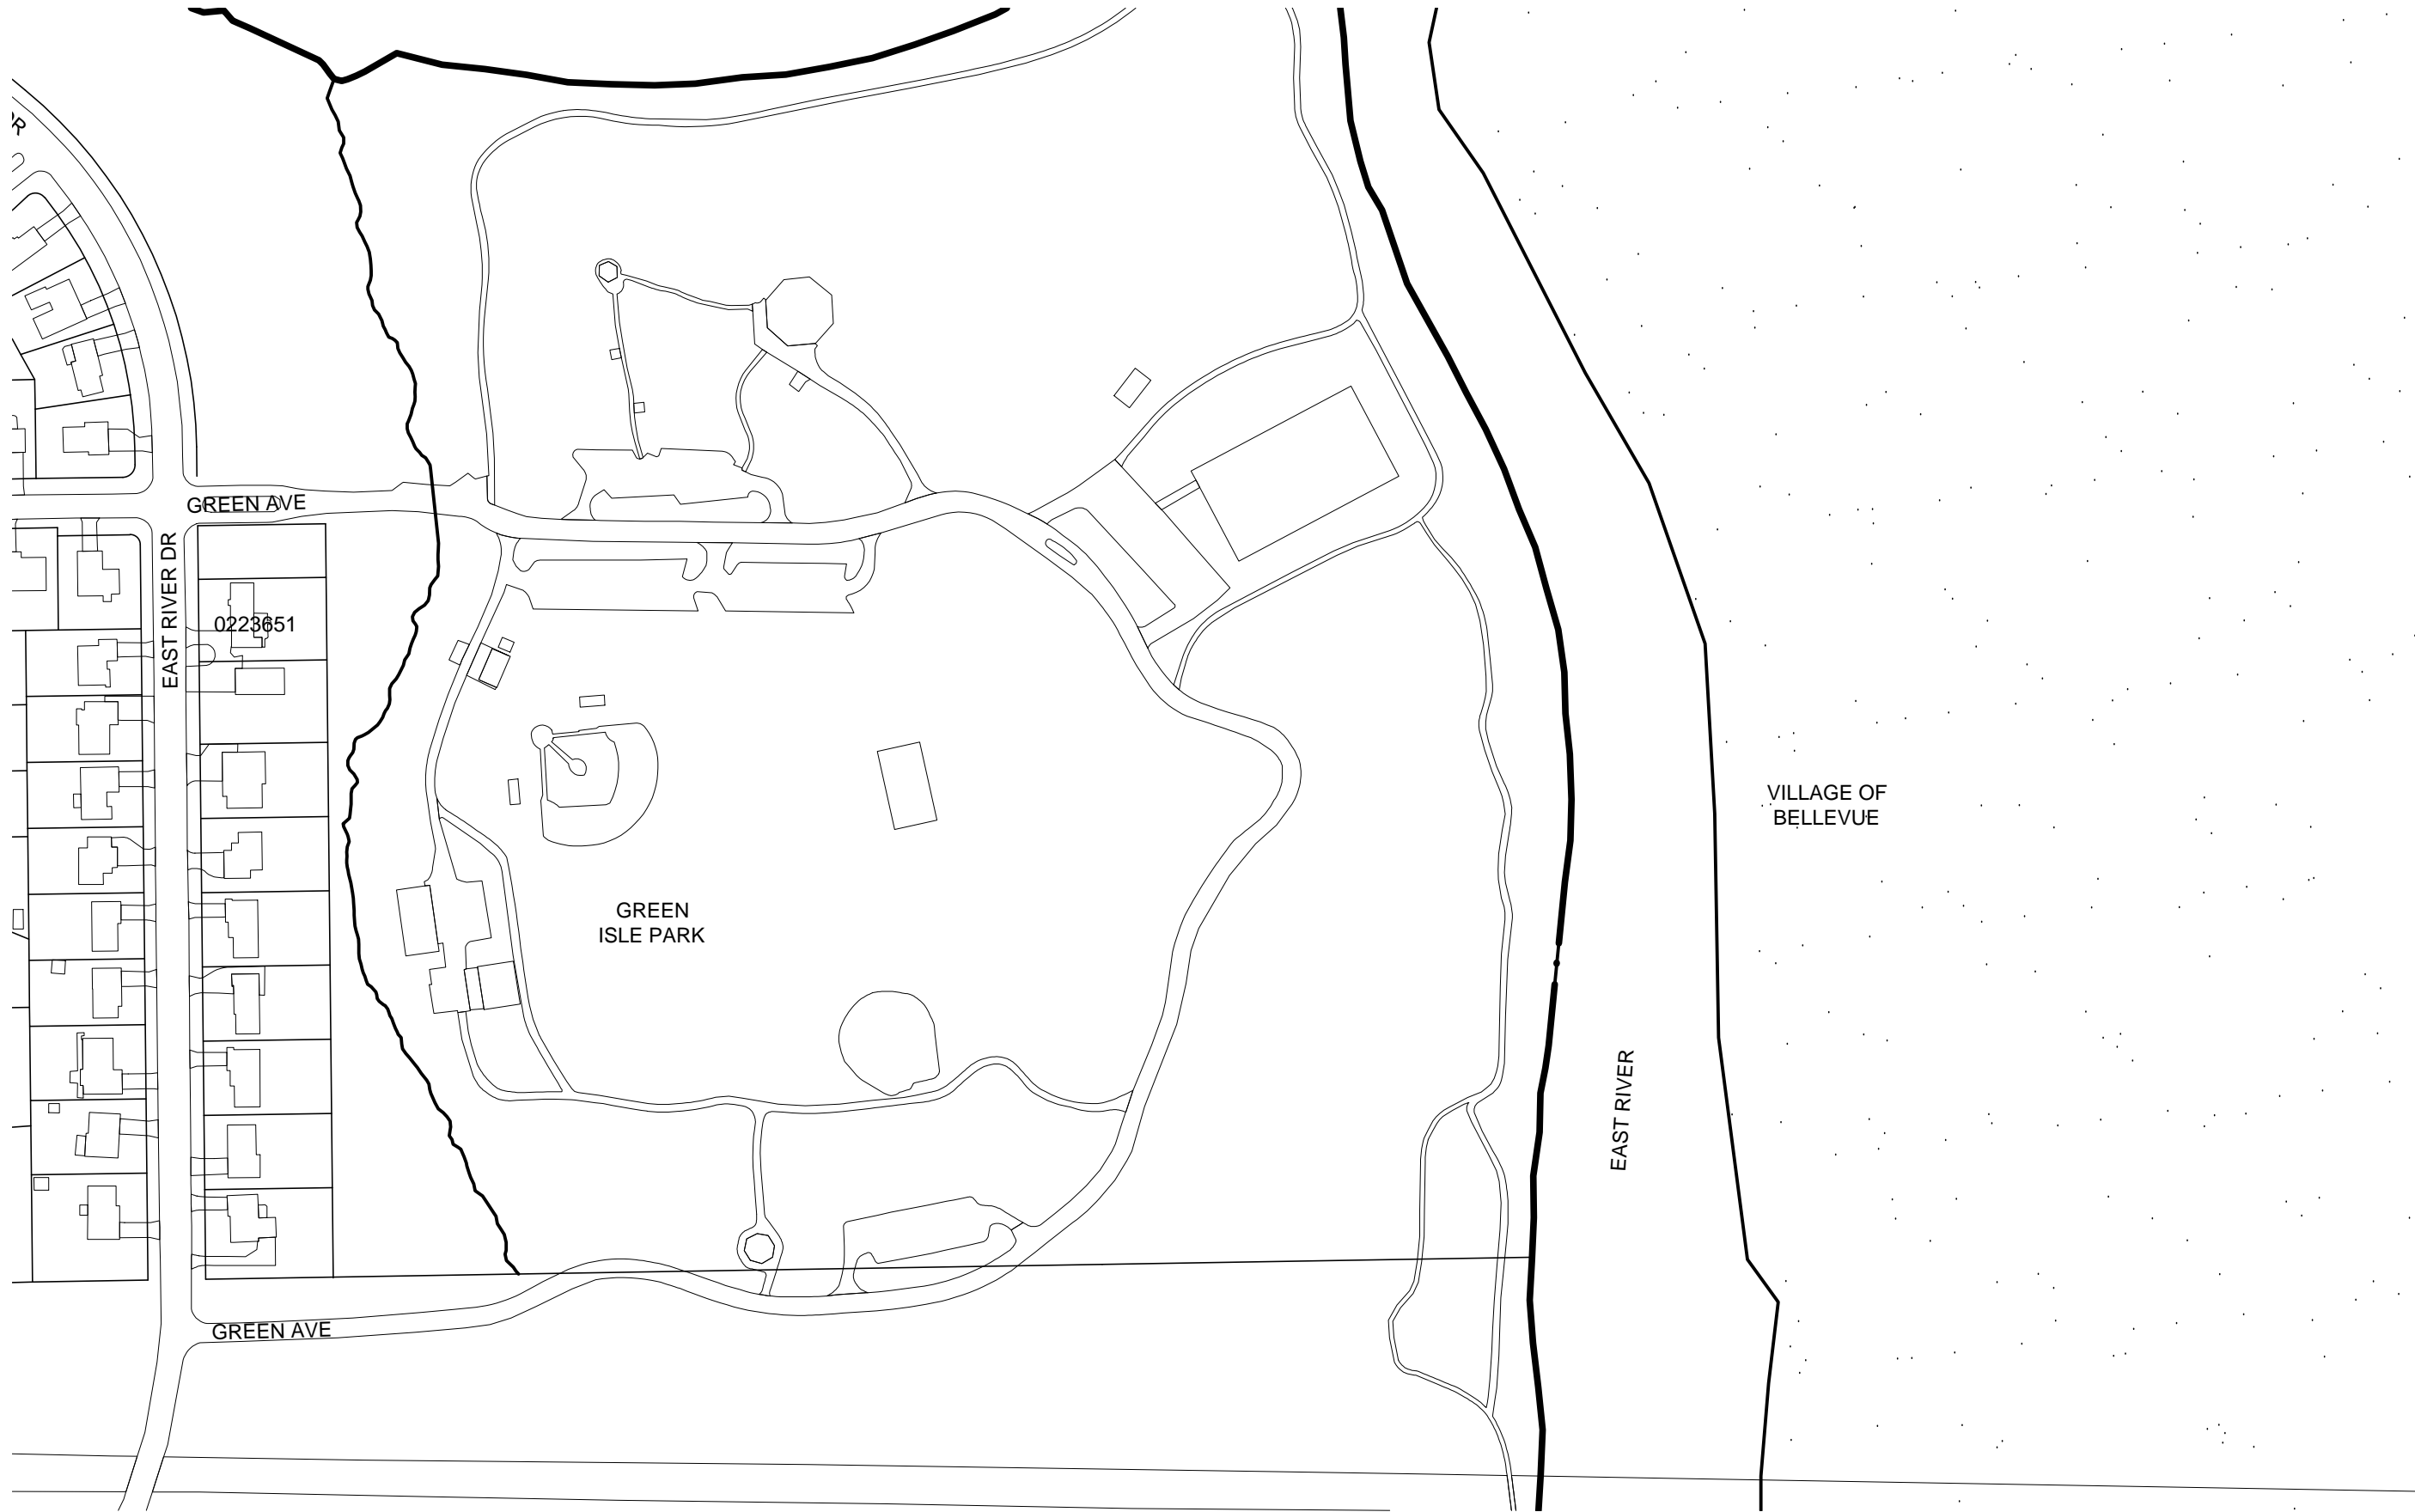 GREEN AVE
EAST RIVER DR
0223651
VILLAGE OF
BELLEVUE
GREEN
ISLE PARK
EAST RIVER
GREEN AVE